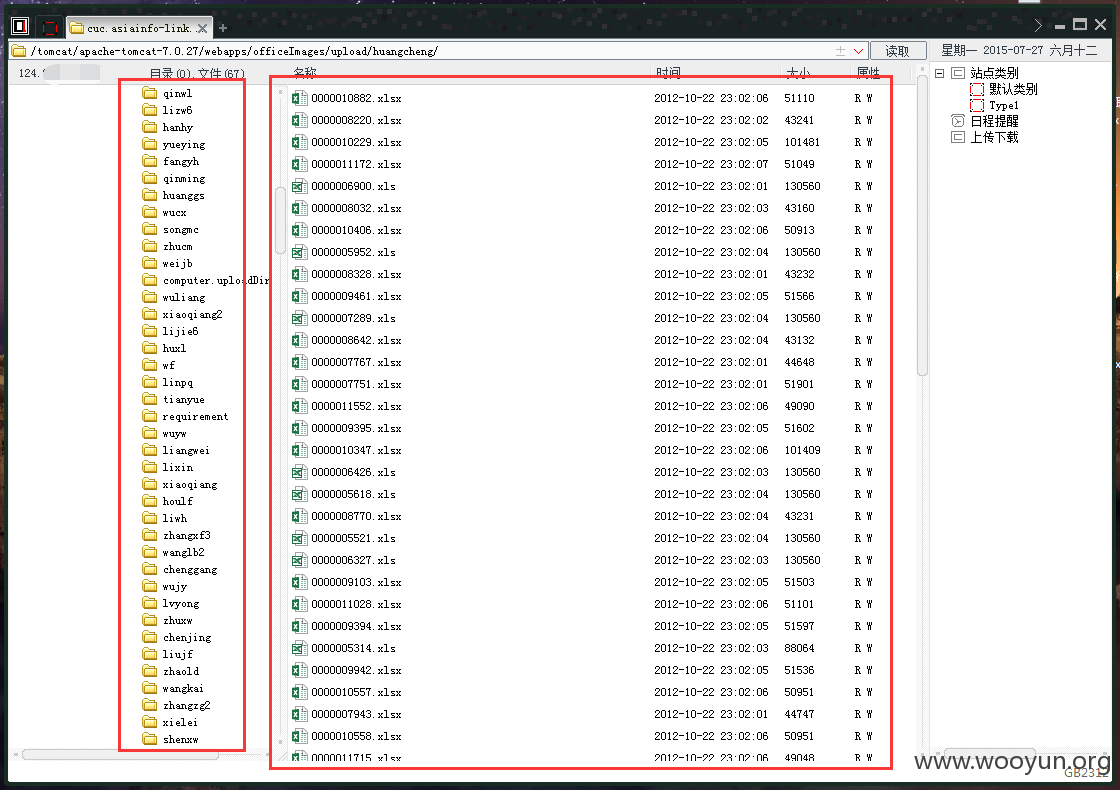 cuc.asiainfo-link.
/tomcat/apache-tomcat-7.0.27/webapps/officeImages/upload/huangcheng/
读取
星期一 2015-07-27 六月十二
124.
目录(0),文件(67)
名称 时间 大小 属性
qinwl
lizw6
hanhy
yueying
fangyh
qinming
huanggs
wucx
songmc
zhucm
weijb
computer.uploadDir
wuliang
xiaoqiang2
lijie6
huxl
wf
linpq
tianyue
requirement
wuyw
liangwei
lixin
xiaoqiang
houlf
liwh
zhangxf3
wanglb2
chenggang
wujy
lvyong
zhuxw
chenjing
liujf
zhaold
wangkai
zhangzg2
xielei
shenxw
0000010882.xlsx 2012-10-22 23:02:06 51110 R W
0000008220.xlsx 2012-10-22 23:02:02 43241 R W
0000010229.xlsx 2012-10-22 23:02:05 101481 R W
0000011172.xlsx 2012-10-22 23:02:07 51049 R W
0000006900.xls 2012-10-22 23:02:01 130560 R W
0000008032.xlsx 2012-10-22 23:02:03 43160 R W
0000010406.xlsx 2012-10-22 23:02:06 50913 R W
0000005952.xls 2012-10-22 23:02:04 130560 R W
0000008328.xlsx 2012-10-22 23:02:01 43232 R W
0000009461.xlsx 2012-10-22 23:02:05 51566 R W
0000007289.xls 2012-10-22 23:02:04 130560 R W
0000008642.xlsx 2012-10-22 23:02:04 43132 R W
0000007767.xlsx 2012-10-22 23:02:01 44648 R W
0000007751.xlsx 2012-10-22 23:02:01 51901 R W
0000011552.xlsx 2012-10-22 23:02:06 49090 R W
0000009395.xlsx 2012-10-22 23:02:05 51602 R W
0000010347.xlsx 2012-10-22 23:02:06 101409 R W
0000006426.xls 2012-10-22 23:02:03 130560 R W
0000005618.xls 2012-10-22 23:02:04 130560 R W
0000008770.xlsx 2012-10-22 23:02:04 43231 R W
0000005521.xls 2012-10-22 23:02:04 130560 R W
0000006327.xls 2012-10-22 23:02:03 130560 R W
0000009103.xlsx 2012-10-22 23:02:05 51503 R W
0000011028.xlsx 2012-10-22 23:02:06 51101 R W
0000009394.xlsx 2012-10-22 23:02:05 51597 R W
0000005314.xls 2012-10-22 23:02:03 88064 R W
0000009942.xlsx 2012-10-22 23:02:05 51536 R W
0000010557.xlsx 2012-10-22 23:02:06 50951 R W
0000007943.xlsx 2012-10-22 23:02:01 44747 R W
0000010558.xlsx 2012-10-22 23:02:06 50951 R W
0000011715.xlsx 2012-10-22 23:02:06 49048 R W
站点类别
默认类别
Type1
日程提醒
上传下载
www.wooyun.org
GB2312